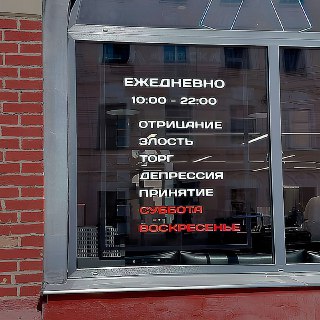 ЕЖЕДНЕВНО
10:00 - 22:00
ОТРИЦАНИЕ
ЗЛОСТЬ
ТОРГ
ДЕПРЕССИЯ
ПРИНЯТИЕ
СУББОТА
ВОСКРЕСЕНЬЕ